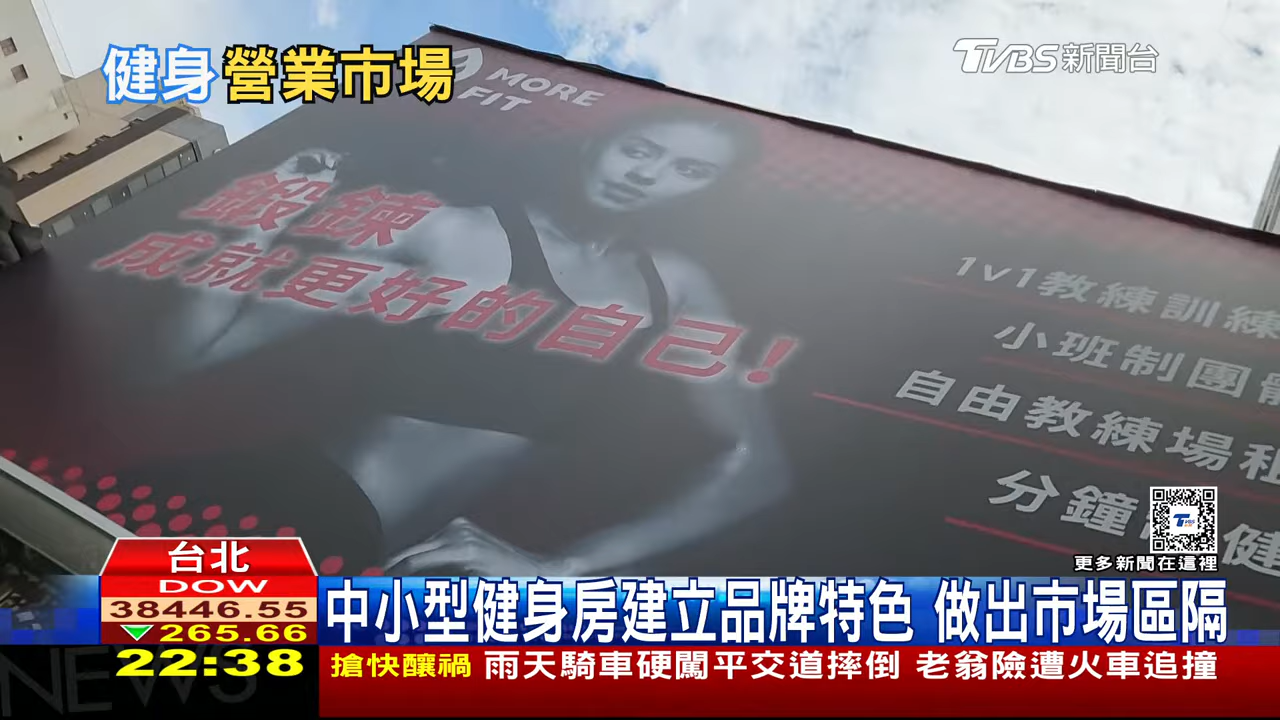 健身營業市場
TVBS新聞台
MORE FIT
鍛鍊
成就更好的自己!
1v1教練訓練
小班制團
自由教練場
分鐘
健
更多新聞在這裡
台北
DOW
38446.55
265.66
22:38
中小型健身房建立品牌特色 做出市場區隔
搶快釀禍 雨天騎車硬闖平交道摔倒 老翁險遭火車追撞
NEWS